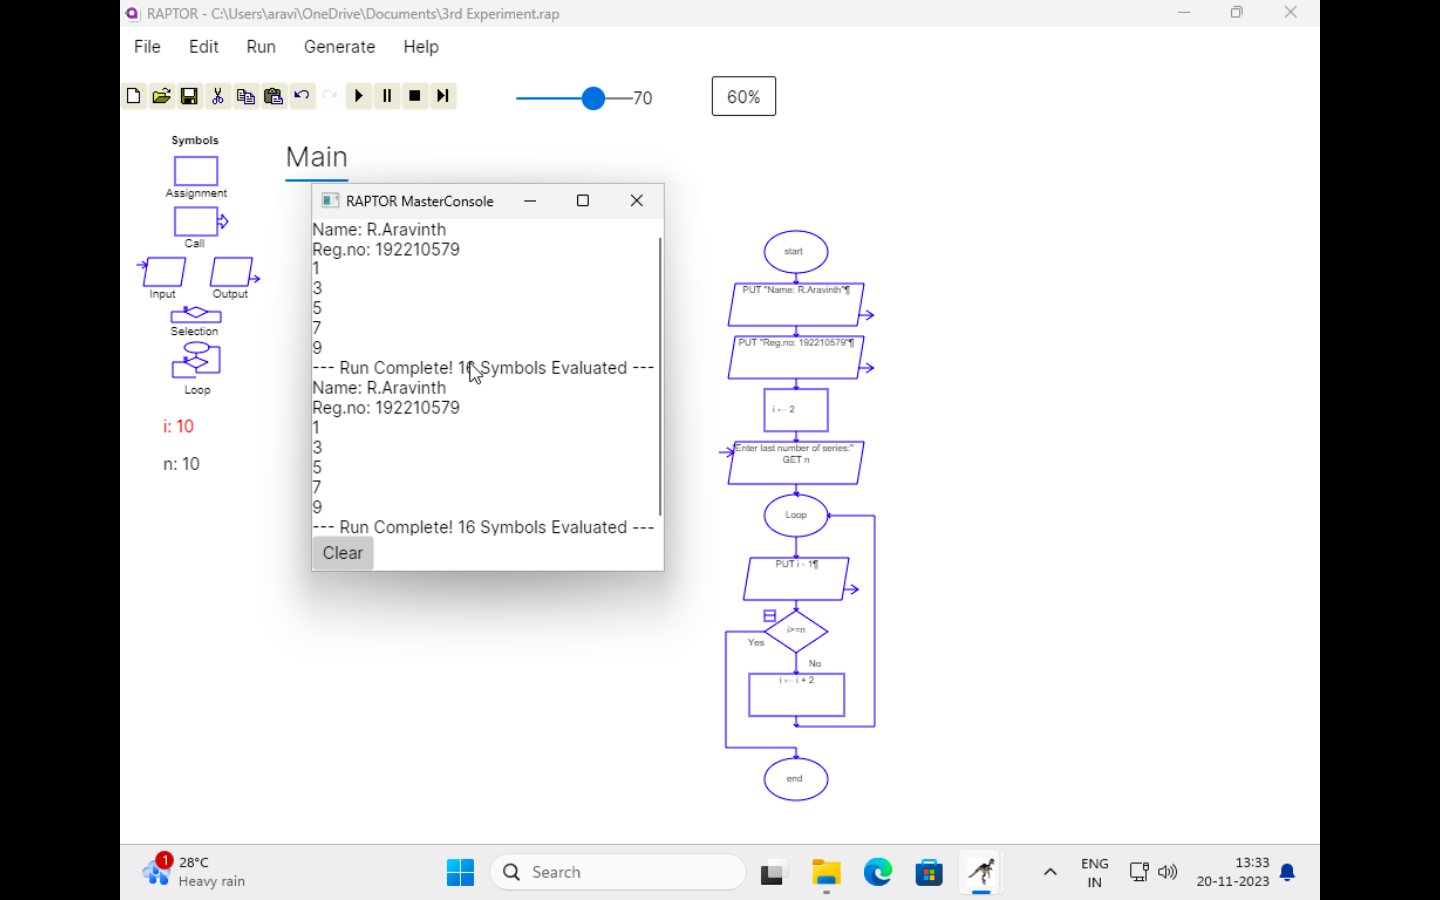 RAPTOR - C:\Users\aravi\OneDrive\Documents\3rd Experiment.rap
File Edit Run Generate Help
70
60%
Symbols
Assignment
Call
Input Output
Selection
Loop
i: 10
n: 10
Main
RAPTOR MasterConsole
Name: R.Aravinth
Reg.no: 192210579
1
3
5
7
9
--- Run Complete! 16 Symbols Evaluated ---
Name: R.Aravinth
Reg.no: 192210579
1
3
5
7
9
--- Run Complete! 16 Symbols Evaluated ---
Clear
start
PUT "Name: R.Aravinth"¶
PUT "Reg.no: 192210579"¶
i ← 2
"Enter last number of series:"
GET n
Loop
PUT i - 1¶
i>=n
Yes
No
i ← i + 2
end
1
28°C
Heavy rain
Search
ENG
IN
13:33
20-11-2023